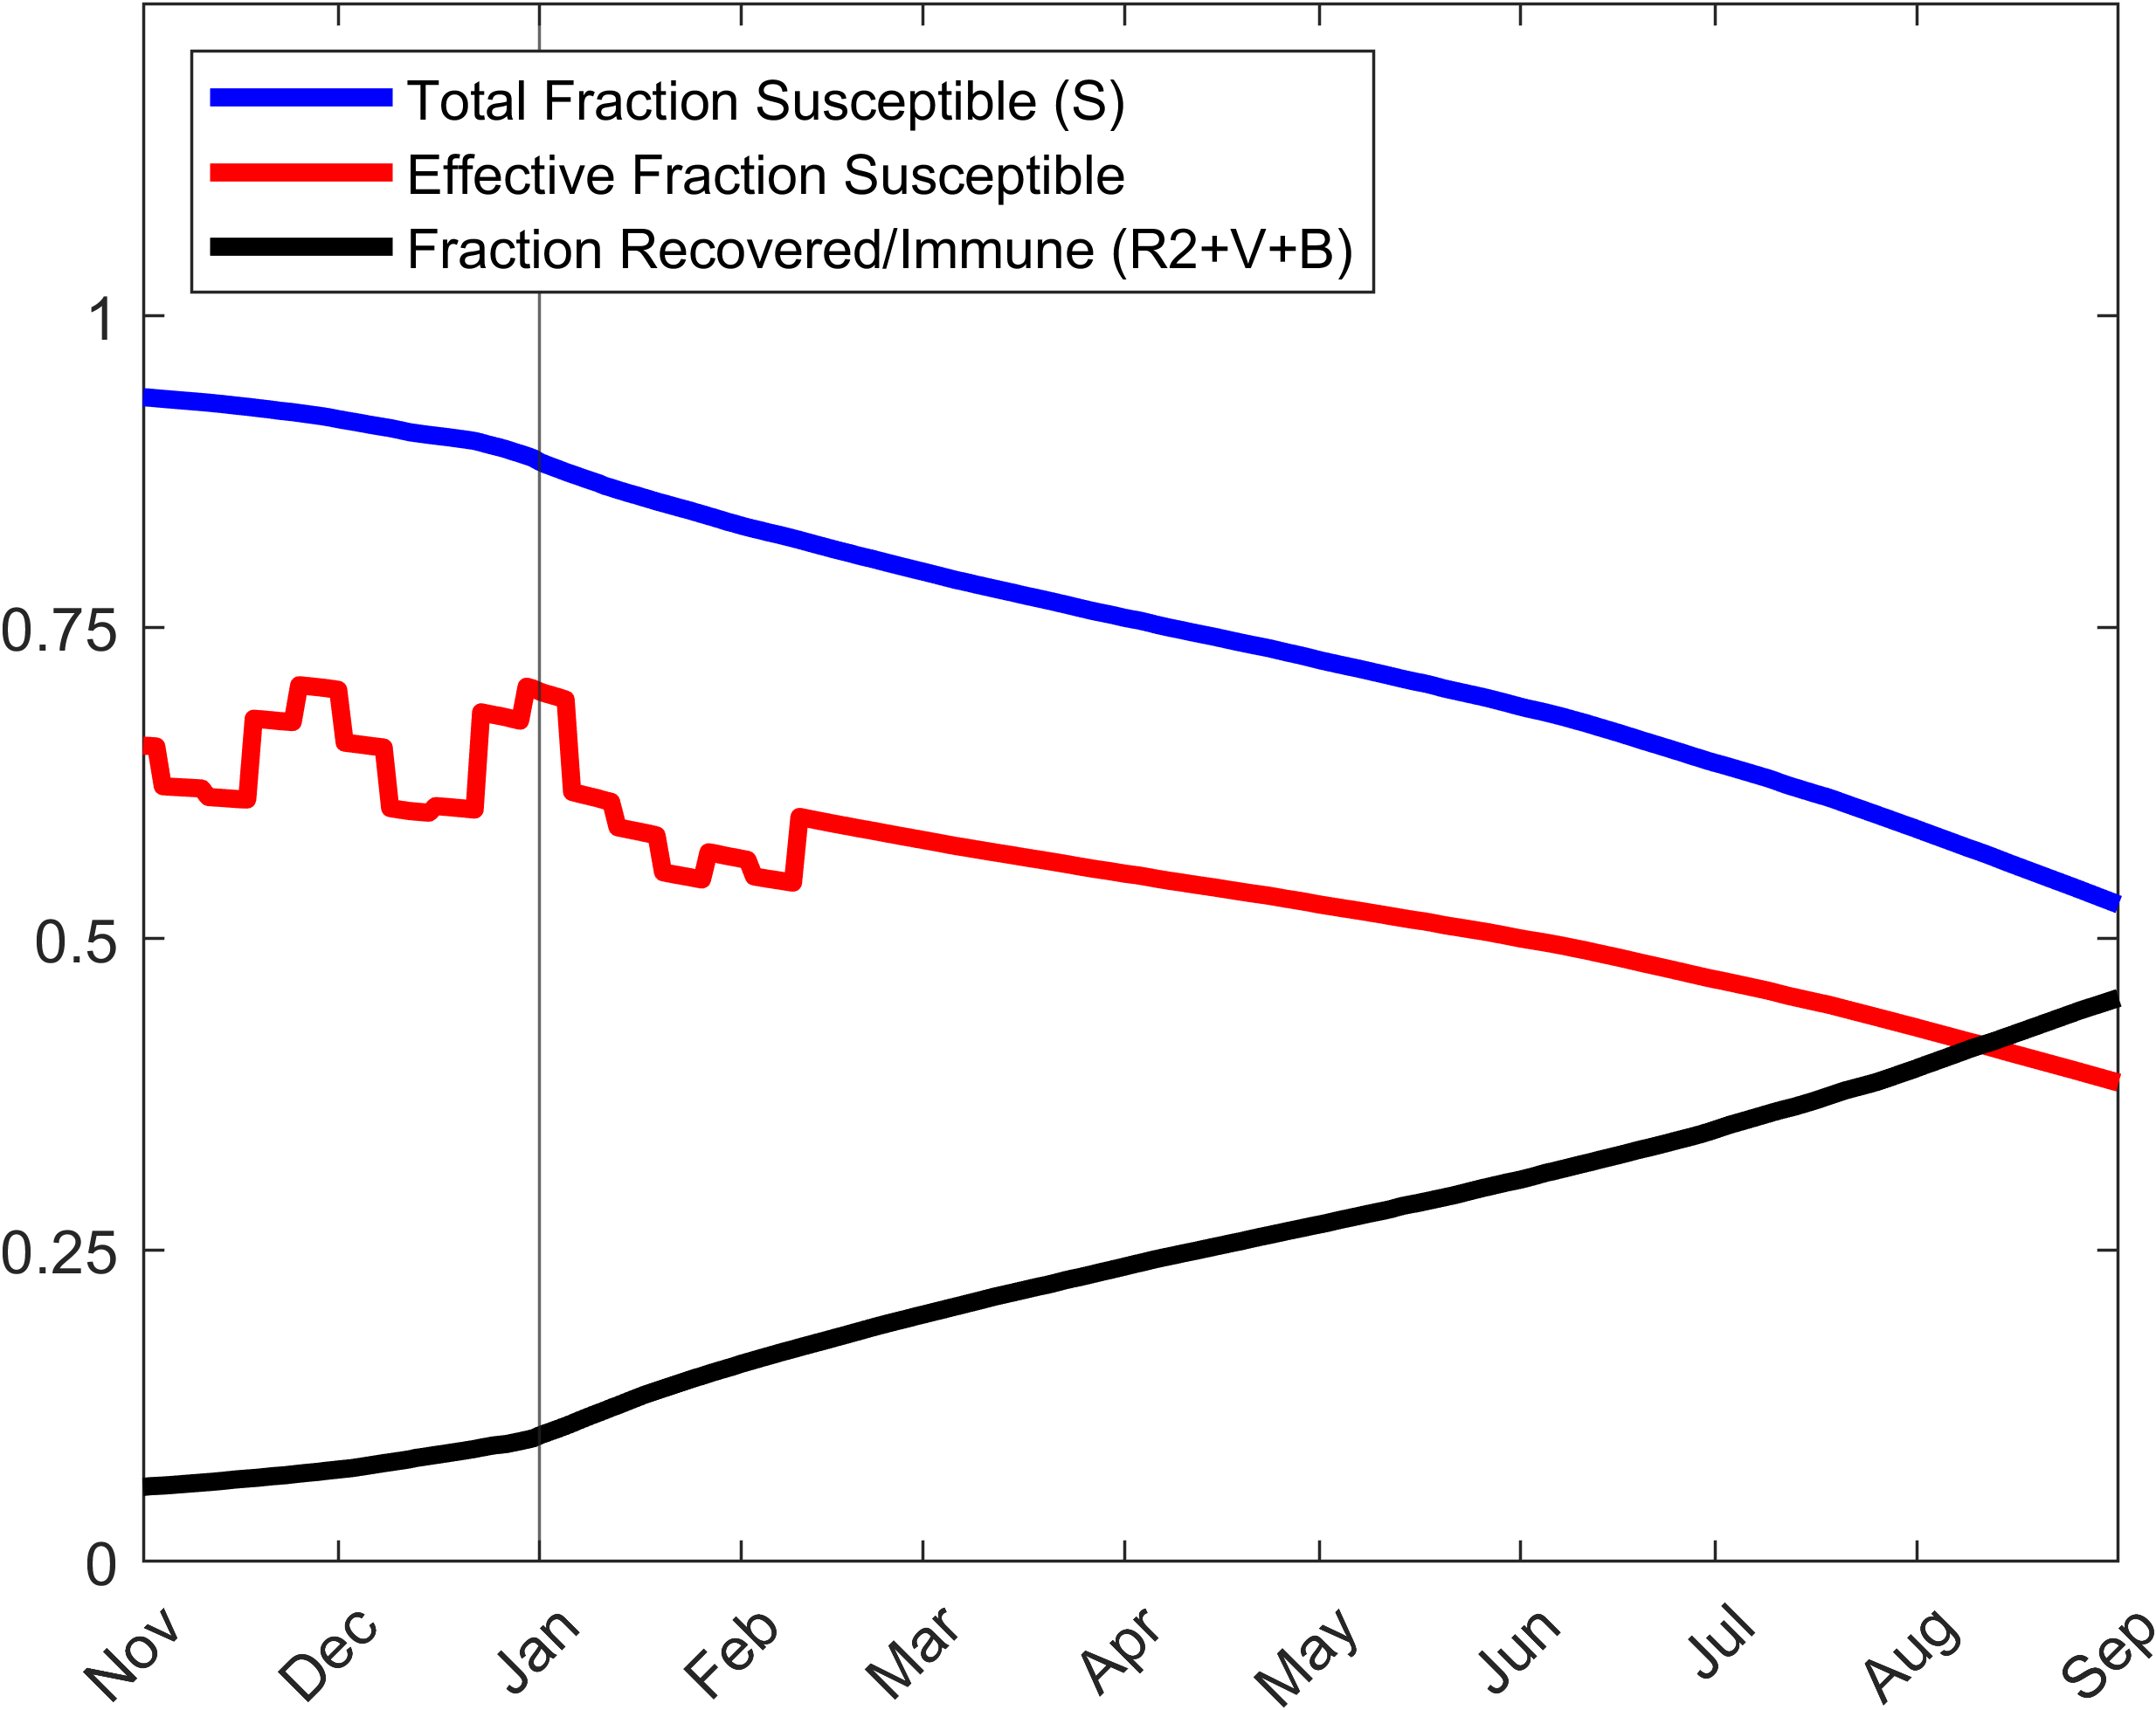 Total Fraction Susceptible (S)
Effective Fraction Susceptible
Fraction Recovered/Immune (R2+V+B)
1
0.75
0.5
0.25
0
Nov Dec Jan Feb Mar Apr May Jun Jul Aug Sep